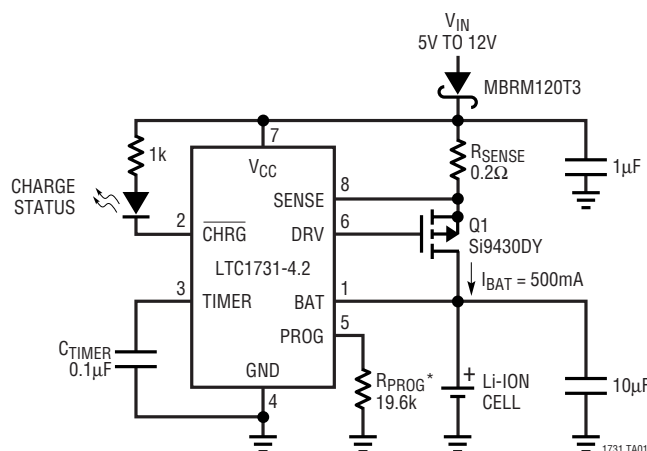 V_IN
5V TO 12V
MBRM120T3
7
1k
R_SENSE
0.2Ω
1µF
V_CC
CHARGE
STATUS
SENSE
8
2
CHRG
DRV
6
Q1
Si9430DY
LTC1731-4.2
I_BAT = 500mA
3
TIMER
BAT
1
PROG
5
C_TIMER
0.1µF
GND
4
R_PROG*
19.6k
+
Li-ION
CELL
10µF
1731 TA01